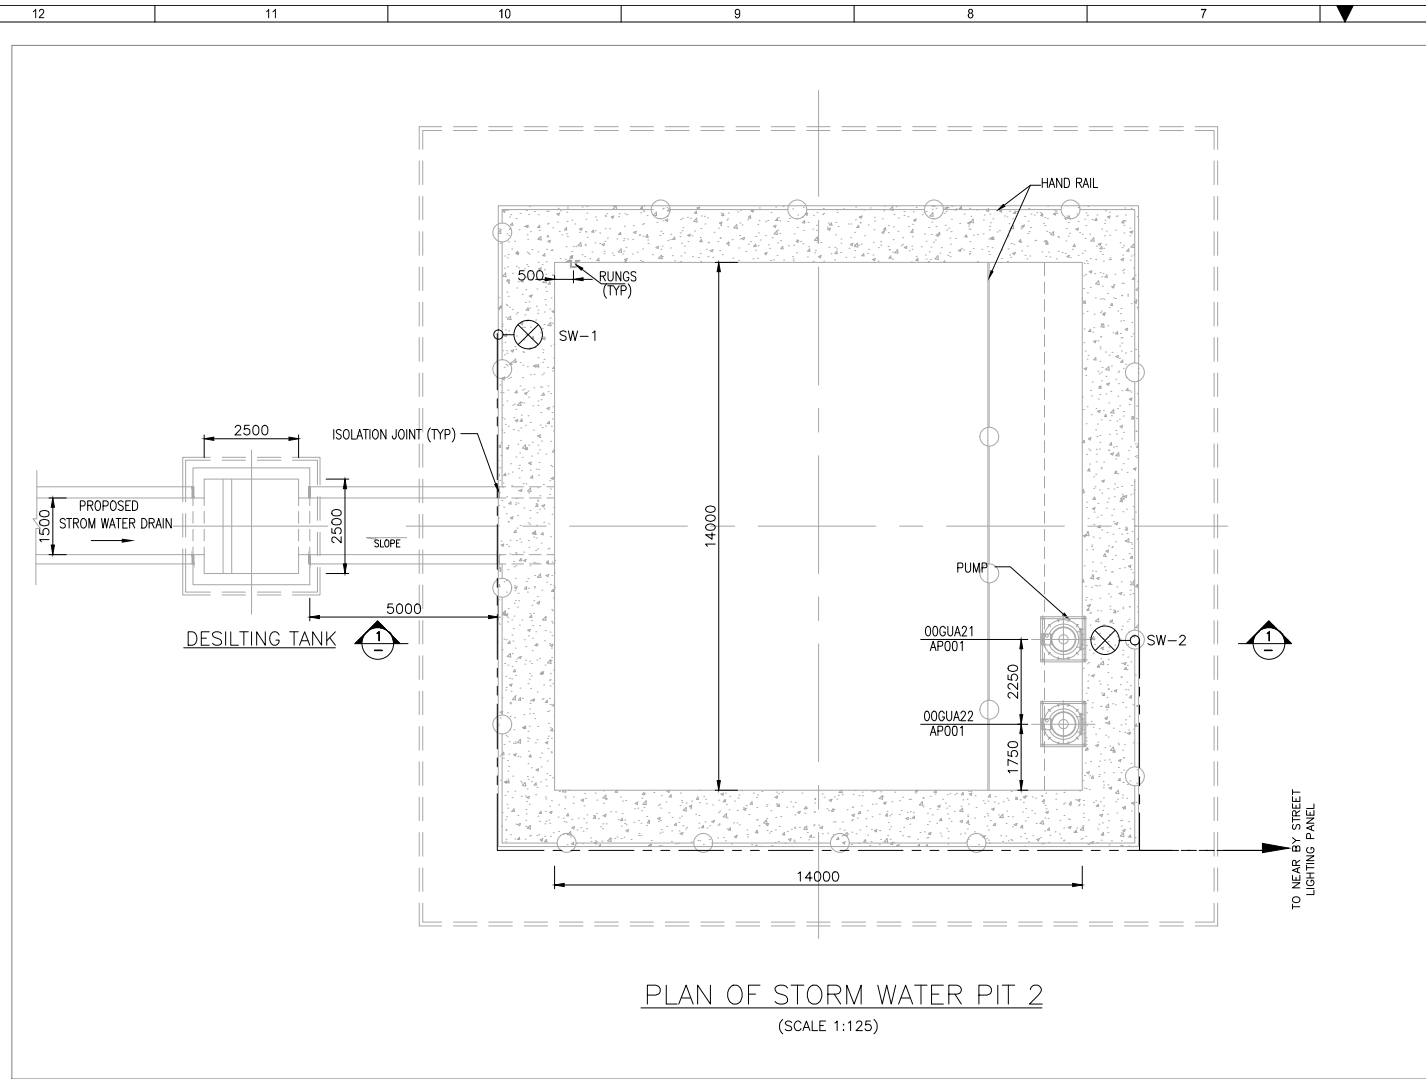 12 11 10 9 8 7
HAND RAIL
500
RUNGS
(TYP)
SW-1
2500
ISOLATION JOINT (TYP)
PROPOSED
STROM WATER DRAIN
1500
2500
SLOPE
14000
PUMP
5000
DESILTING TANK
1
–
00GUA21
AP001
SW-2
1
–
2250
00GUA22
AP001
1750
TO NEAR BY STREET
LIGHTING PANEL
14000
PLAN OF STORM WATER PIT 2
(SCALE 1:125)